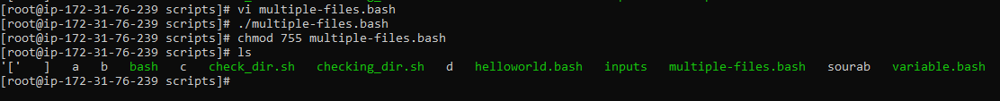 [root@ip-172-31-76-239 scripts]# vi multiple-files.bash
[root@ip-172-31-76-239 scripts]# ./multiple-files.bash
[root@ip-172-31-76-239 scripts]# chmod 755 multiple-files.bash
[root@ip-172-31-76-239 scripts]# ls
'['   ]   a   b   bash   c   check_dir.sh   checking_dir.sh   d   helloworld.bash   inputs   multiple-files.bash   sourab   variable.bash
[root@ip-172-31-76-239 scripts]#